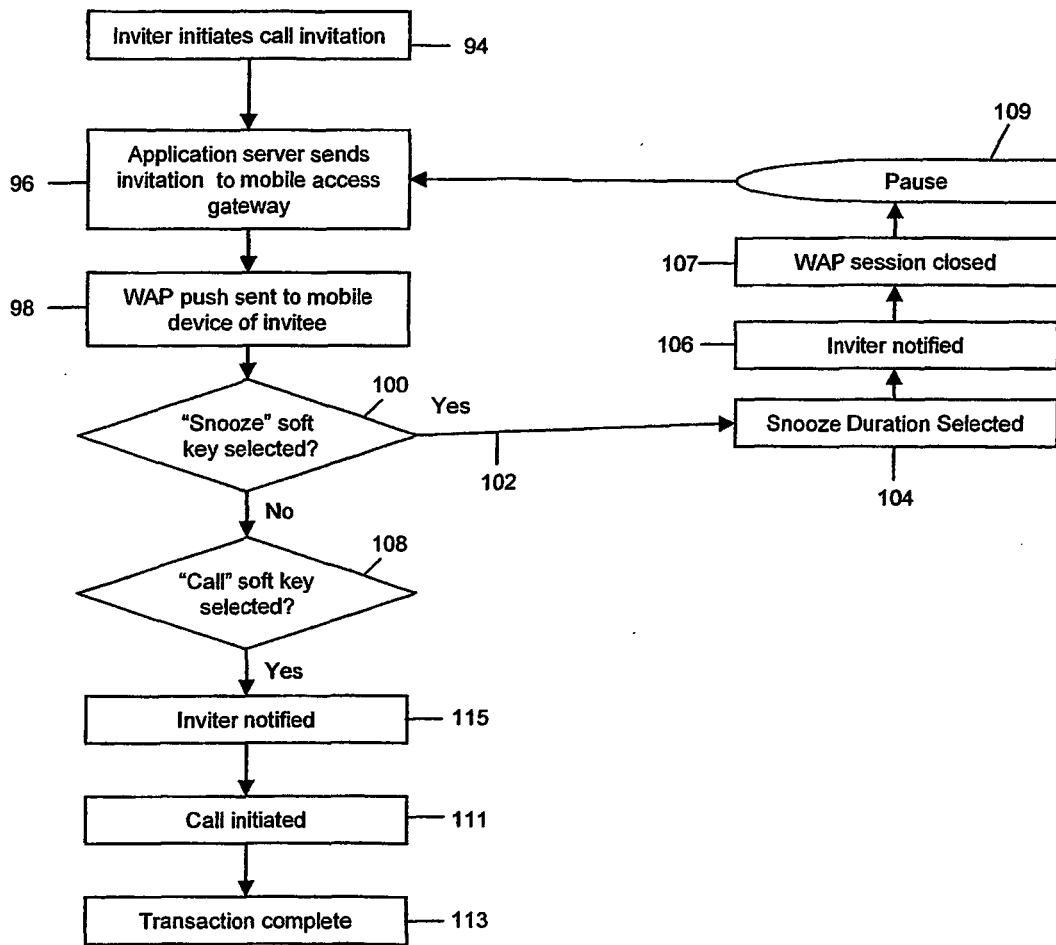 Inviter initiates call invitation
94
109
Application server sends
invitation to mobile access
gateway
96
Pause
107
WAP session closed
98
WAP push sent to mobile
device of invitee
106
Inviter notified
100
"Snooze" soft
key selected?
Yes
102
Snooze Duration Selected
104
No
108
"Call" soft key
selected?
Yes
Inviter notified
115
Call initiated
111
Transaction complete
113